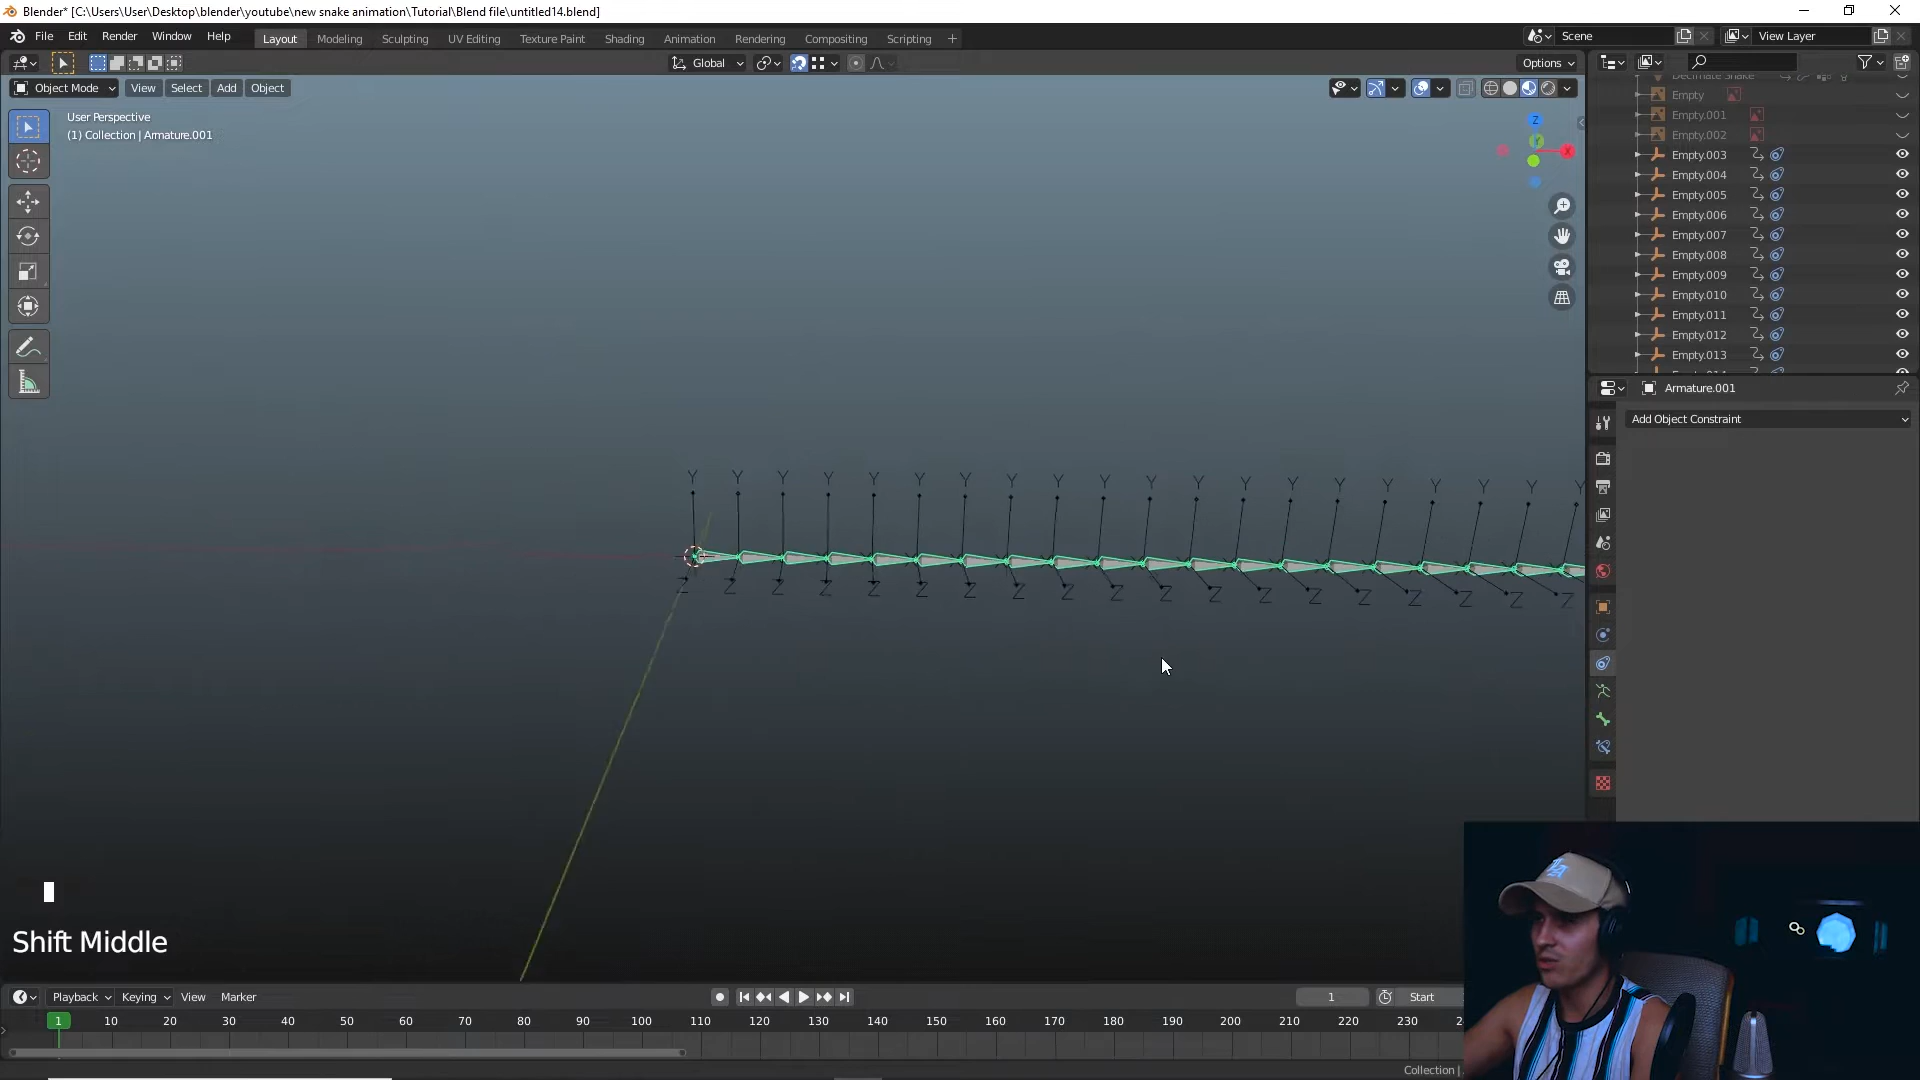 Blender* [C:\Users\User\Desktop\blender\youtube\new snake animation\Tutorial\Blend file\untitled14.blend]
File Edit Render Window Help Layout Modeling Sculpting UV Editing Texture Paint Shading Animation Rendering Compositing Scripting + Scene View Layer
Global Options
Object Mode View Select Add Object
User Perspective
(1) Collection | Armature.001
Decimate Snake
Empty
Empty.001
Empty.002
Empty.003
Empty.004
Empty.005
Empty.006
Empty.007
Empty.008
Empty.009
Empty.010
Empty.011
Empty.012
Empty.013
Empty.014
Armature.001
Add Object Constraint
Z
Y
X
Y Y Y Y Y Y Y Y Y Y Y Y Y Y Y Y Y Y Y Y
Z Z Z Z Z Z Z Z Z Z Z Z Z Z Z Z Z Z Z
Shift Middle
Playback Keying View Marker 1 Start
1 10 20 30 40 50 60 70 80 90 100 110 120 130 140 150 160 170 180 190 200 210 220 230
Collection |